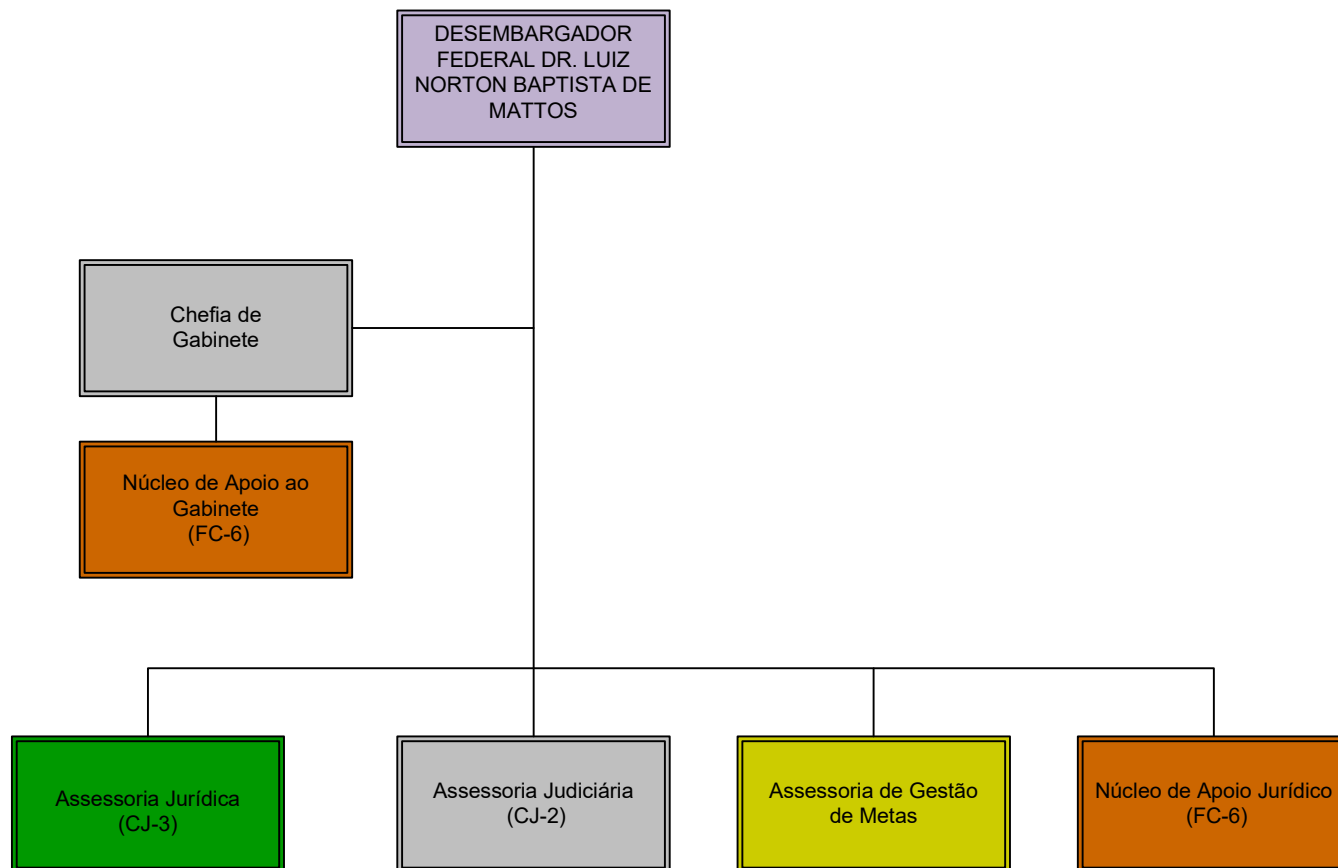 DESEMBARGADOR
FEDERAL DR. LUIZ
NORTON BAPTISTA DE
MATTOS
Chefia de
Gabinete
Núcleo de Apoio ao
Gabinete
(FC-6)
Assessoria Jurídica
(CJ-3)
Assessoria Judiciária
(CJ-2)
Assessoria de Gestão
de Metas
Núcleo de Apoio Jurídico
(FC-6)